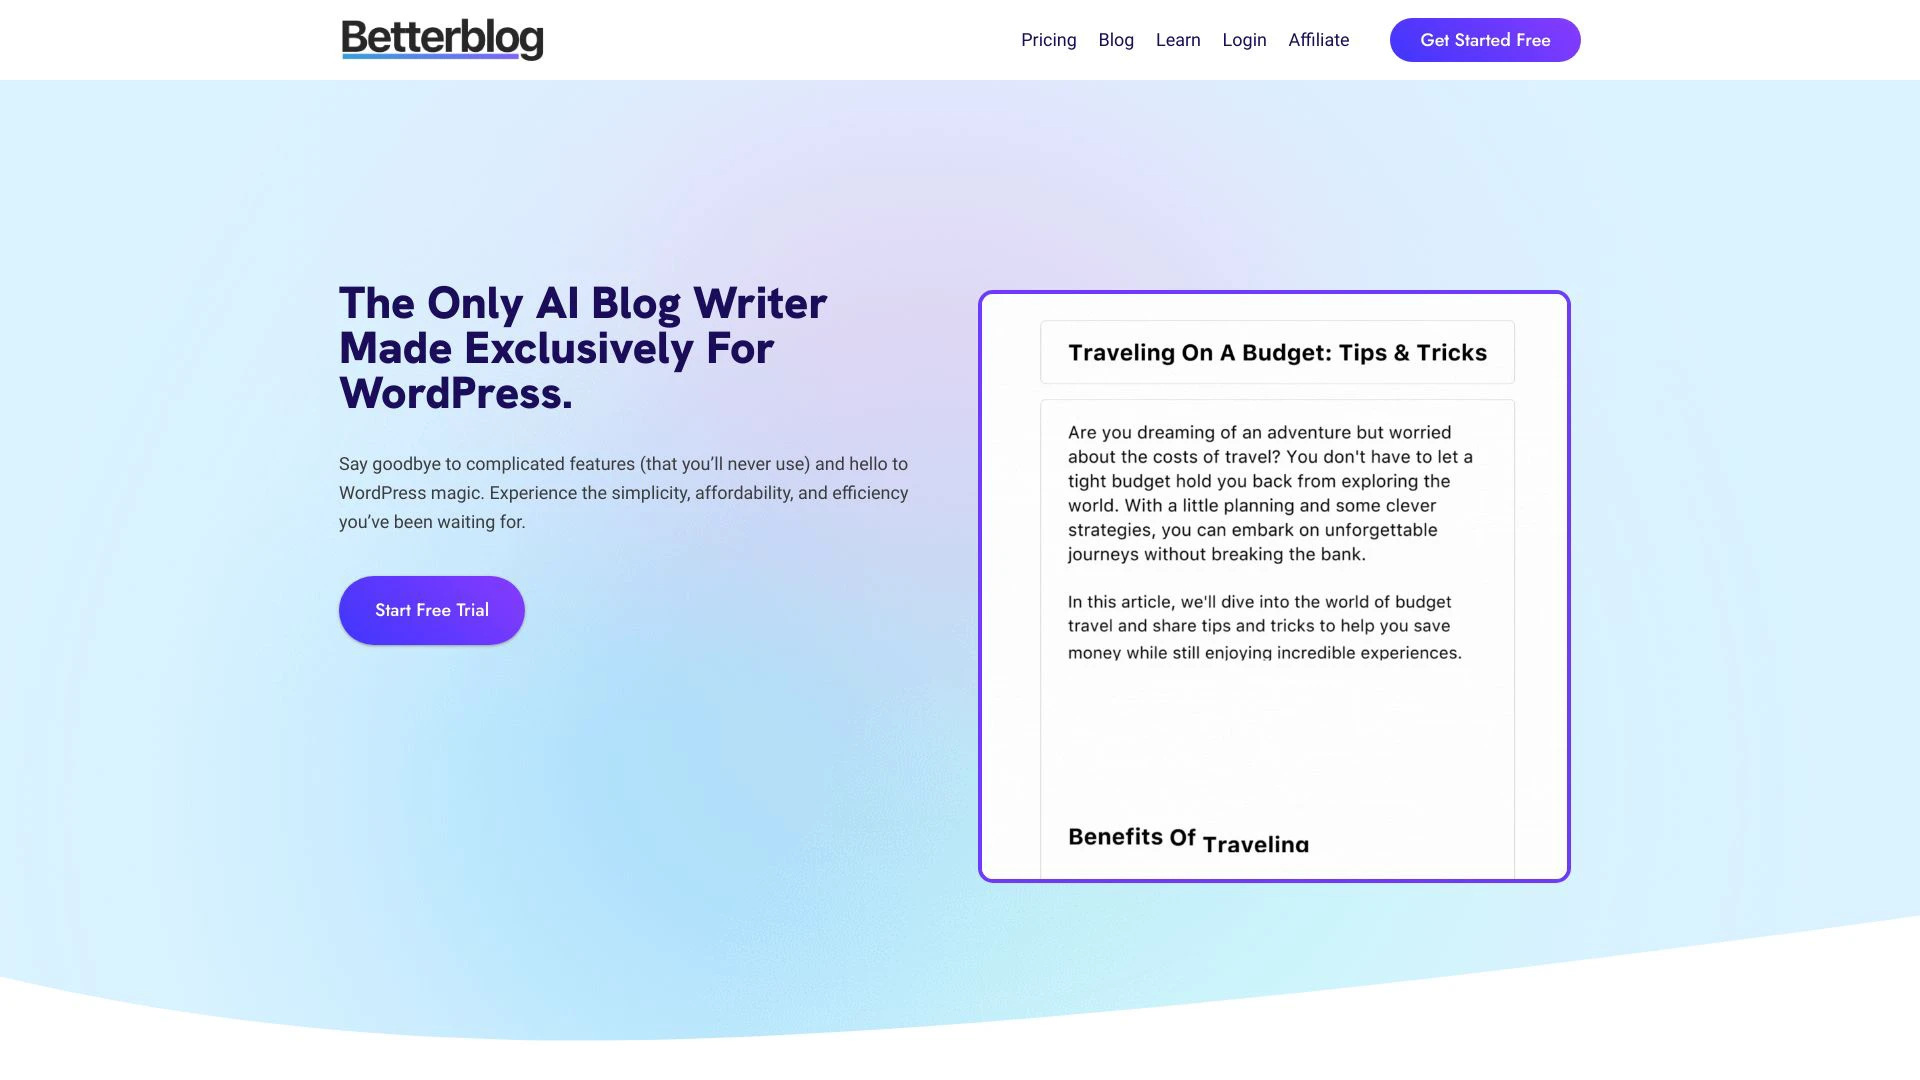 Betterblog
Pricing
Blog
Learn
Login
Affiliate
Get Started Free
The Only AI Blog Writer
Made Exclusively For
WordPress.
Say goodbye to complicated features (that you’ll never use) and hello to
WordPress magic. Experience the simplicity, affordability, and efficiency
you’ve been waiting for.
Start Free Trial
Traveling On A Budget: Tips & Tricks
Are you dreaming of an adventure but worried
about the costs of travel? You don't have to let a
tight budget hold you back from exploring the
world. With a little planning and some clever
strategies, you can embark on unforgettable
journeys without breaking the bank.
In this article, we'll dive into the world of budget
travel and share tips and tricks to help you save
money while still enjoying incredible experiences.
Benefits Of Traveling